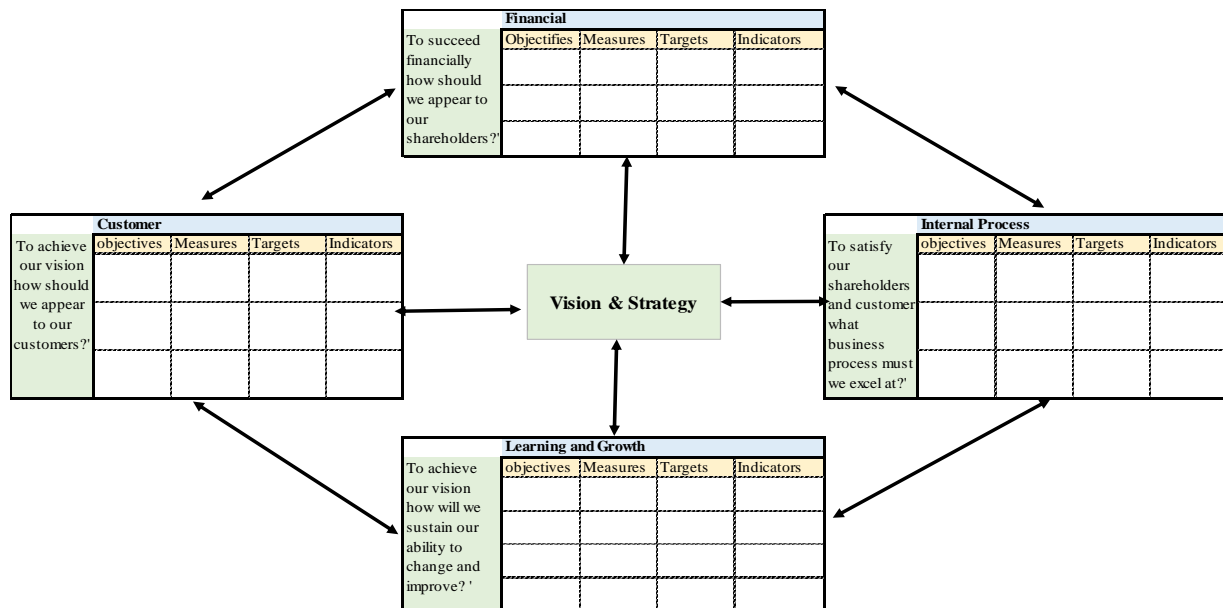 Financial
To succeed
financially
how should
we appear to
our
shareholders?'
Objectifies Measures Targets Indicators
Customer
To achieve
our vision
how should
we appear
to our
customers?'
objectives Measures Targets Indicators
Vision & Strategy
Internal Process
To satisfy
our
shareholders
and customer
what
business
process must
we excel at?'
objectives Measures Targets Indicators
Learning and Growth
To achieve
our vision
how will we
sustain our
ability to
change and
improve? '
objectives Measures Targets Indicators